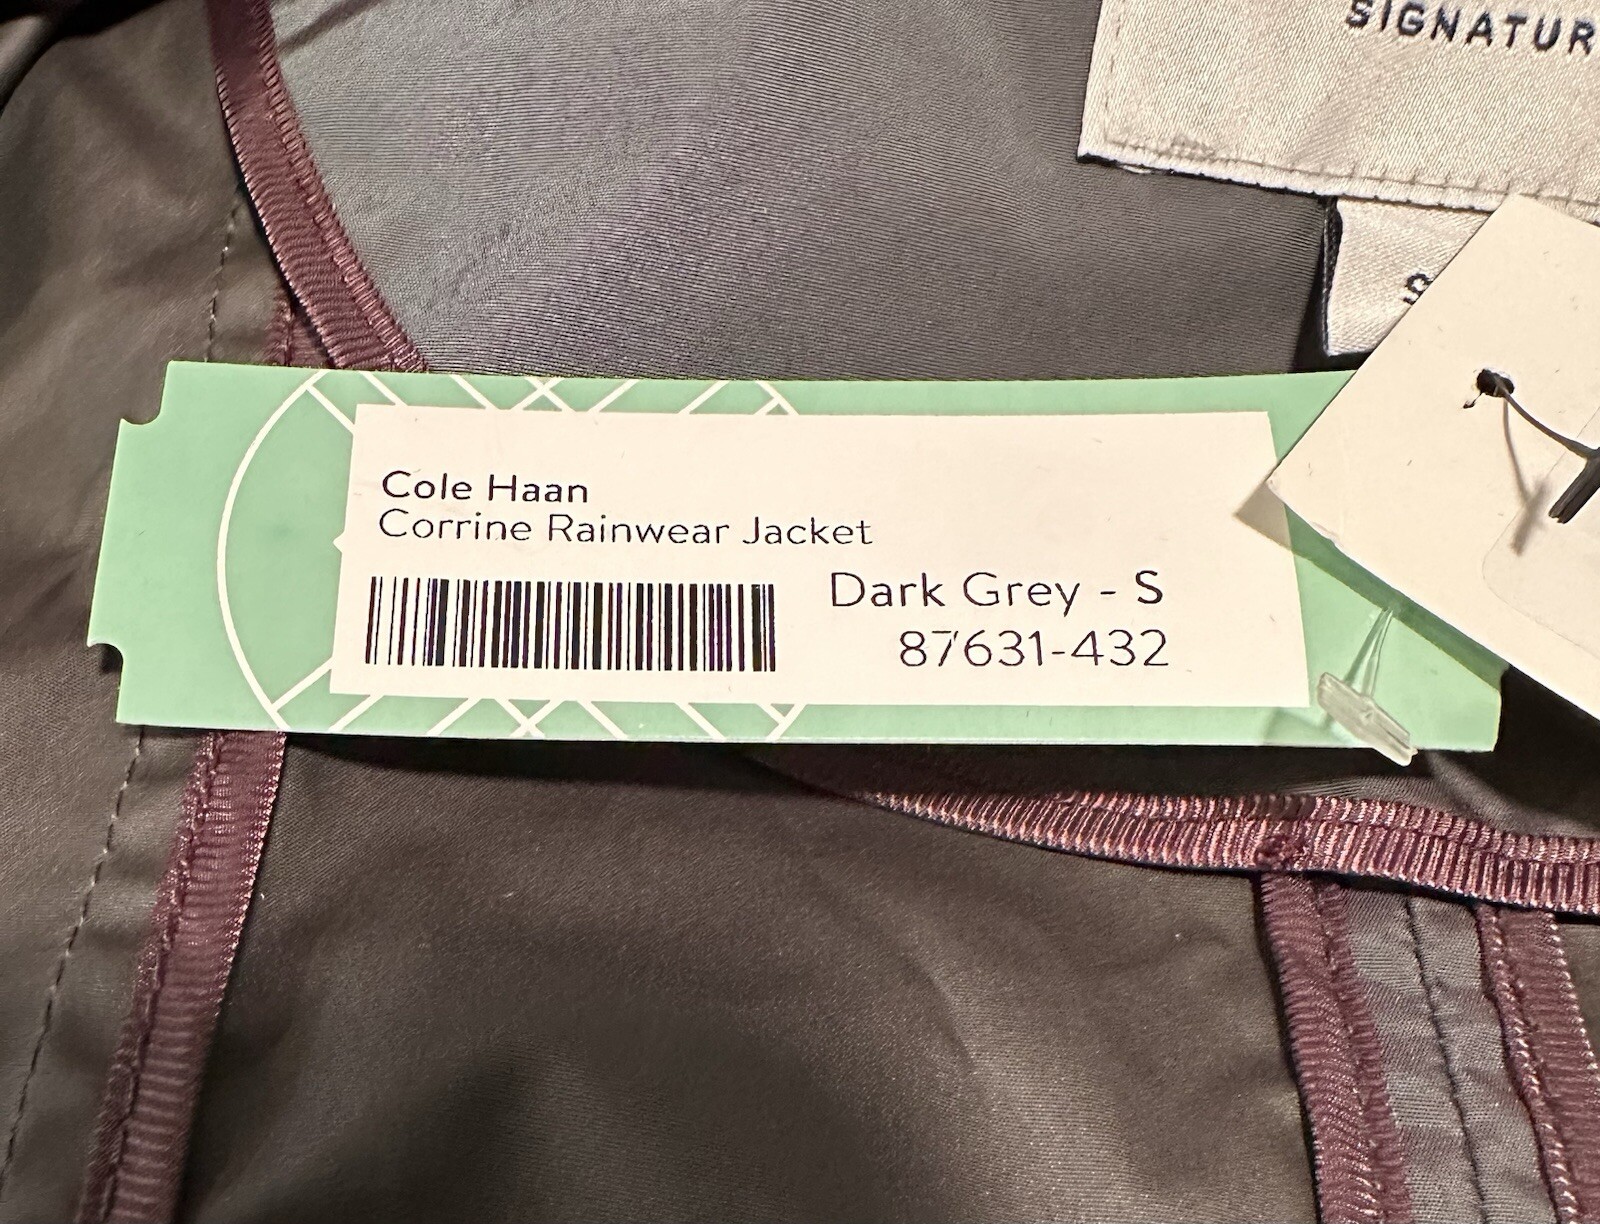 SIGNATUR
S
Cole Haan
Corrine Rainwear Jacket
Dark Grey - S
87631-432